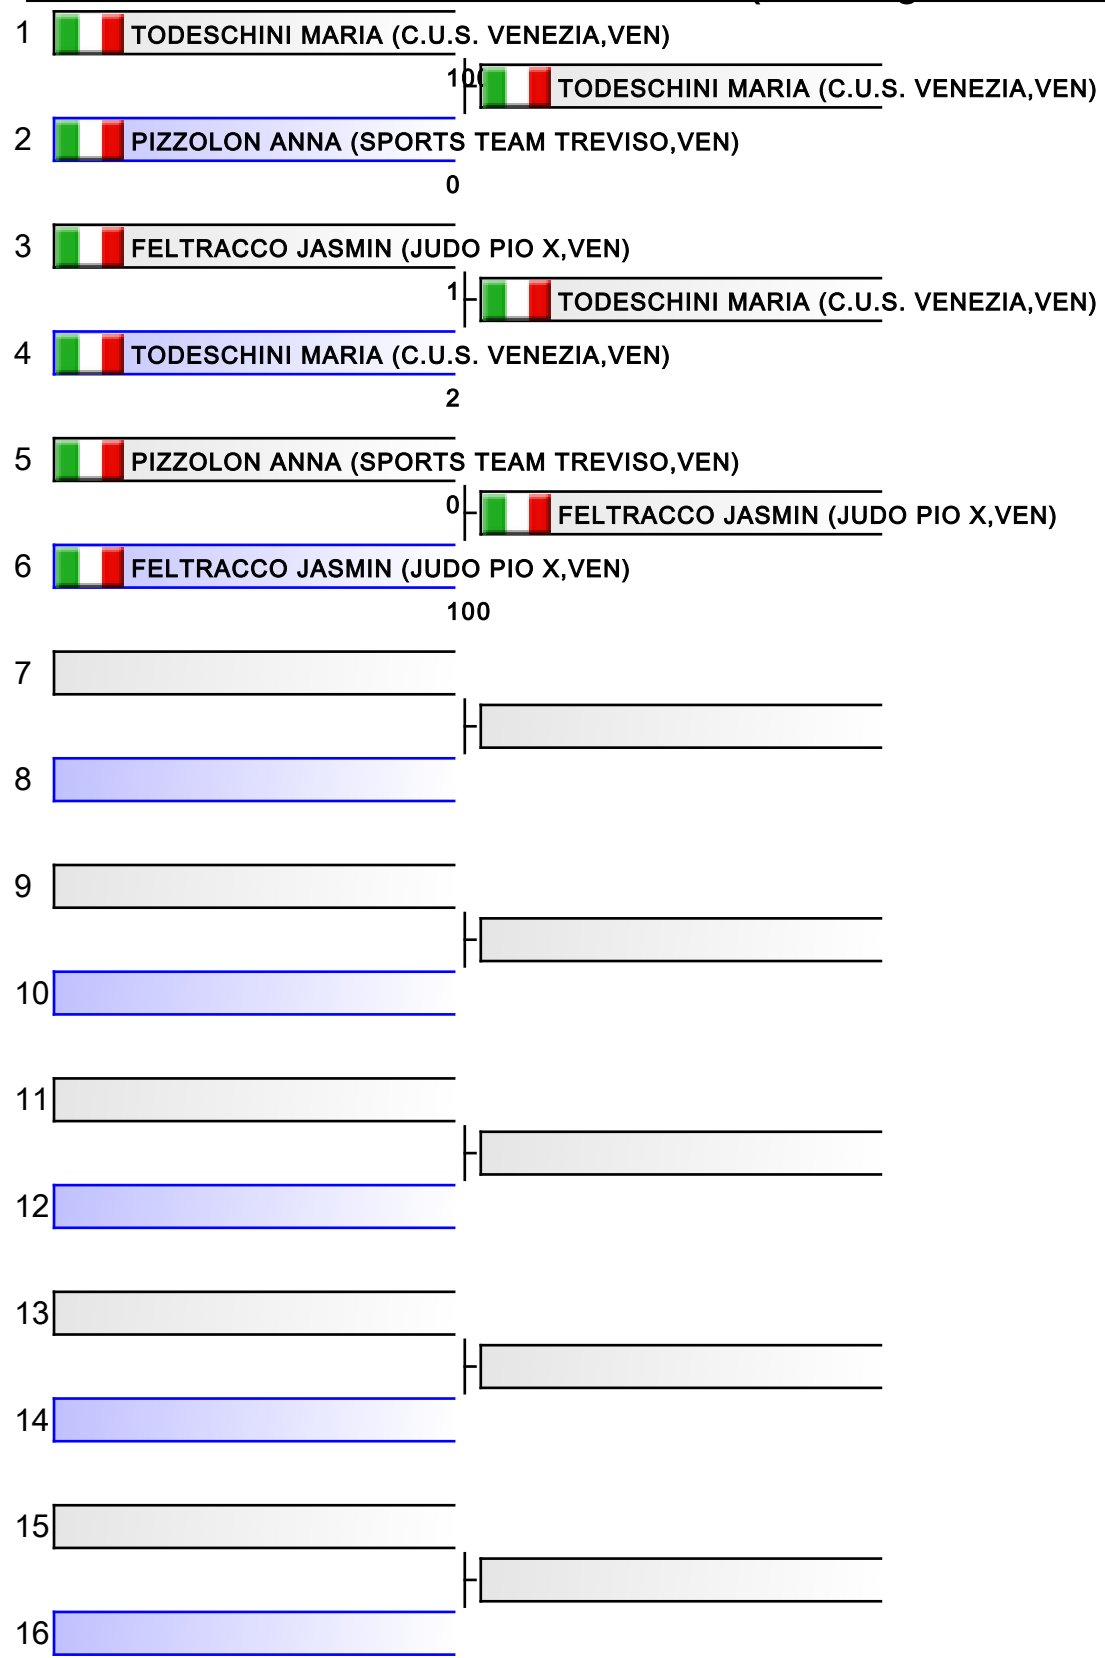 1 TODESCHINI MARIA (C.U.S. VENEZIA,VEN)
TODESCHINI MARIA (C.U.S. VENEZIA,VEN)
2 PIZZOLON ANNA (SPORTS TEAM TREVISO,VEN)
0
3 FELTRACCO JASMIN (JUDO PIO X,VEN)
1 TODESCHINI MARIA (C.U.S. VENEZIA,VEN)
4 TODESCHINI MARIA (C.U.S. VENEZIA,VEN)
2
5 PIZZOLON ANNA (SPORTS TEAM TREVISO,VEN)
0 FELTRACCO JASMIN (JUDO PIO X,VEN)
6 FELTRACCO JASMIN (JUDO PIO X,VEN)
100
7
8
9
10
11
12
13
14
15
16